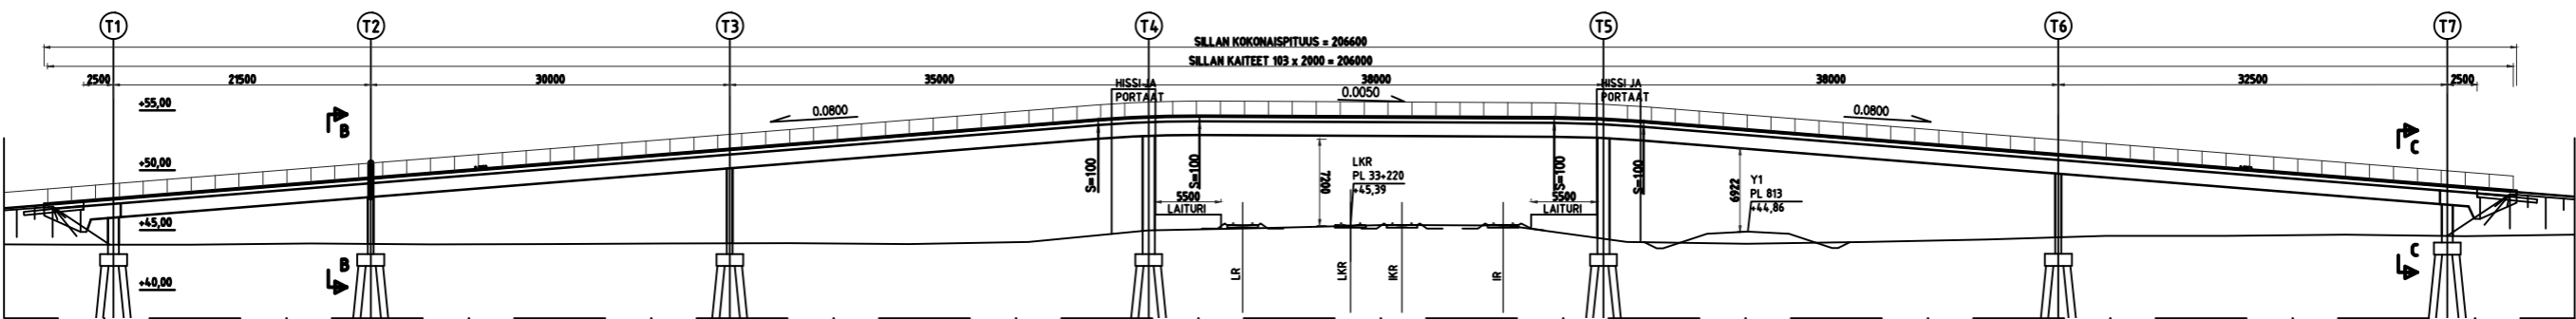 T1 T2 T3 T4 T5 T6 T7
SILLAN KOKONAISPITUUS = 206600
SILLAN KAITEET 103 x 2000 = 206000
2500 21500 30000 35000 38000 38000 32500 2500
HISSI JA
PORTAAT
HISSI JA
PORTAAT
+55,00
0.0800
0.0050
0.0800
B
C
+50,00
S=100
S=100
7200
LKR
PL 33+220
+45,39
S=100
S=100
6922
Y1
PL 813
+44,86
5500
LAITURI
5500
LAITURI
+45,00
B
C
+40,00
LR
LKR
IKR
IR